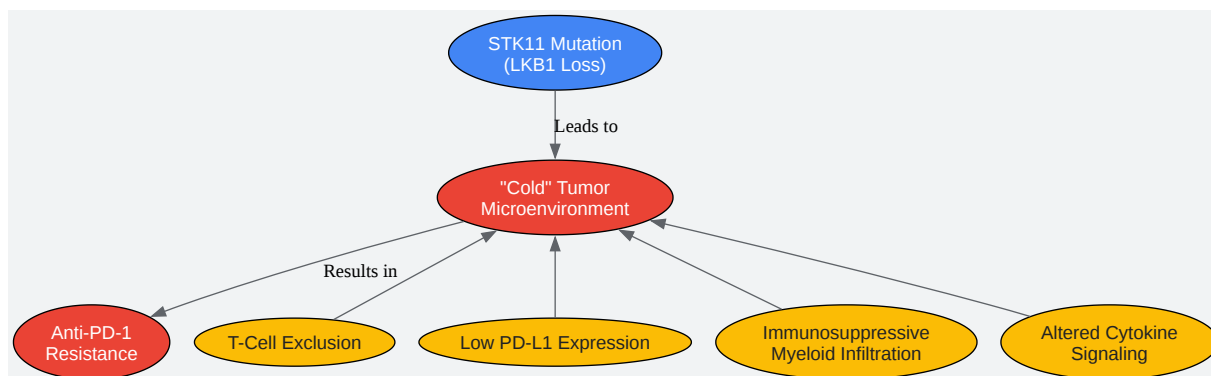 STK11 Mutation
(LKB1 Loss)
Leads to
"Cold" Tumor
Microenvironment
Results in
Anti-PD-1
Resistance
T-Cell Exclusion
Low PD-L1 Expression
Immunosuppressive
Myeloid Infiltration
Altered Cytokine
Signaling